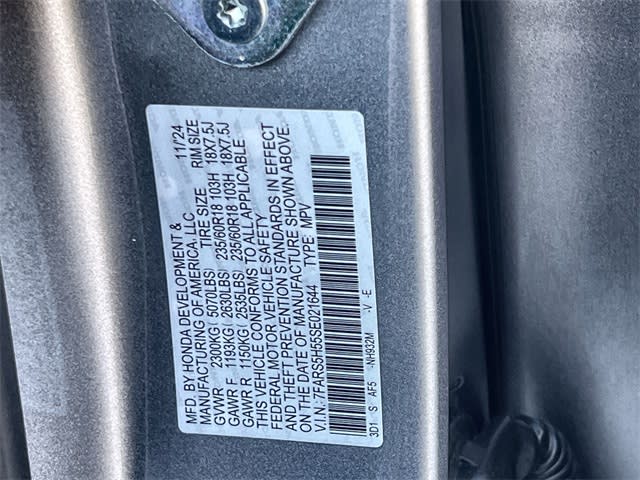 MFD. BY HONDA DEVELOPMENT &
MANUFACTURING OF AMERICA, LLC 11/24
GVWR 2300KG( 5070LBS) TIRE SIZE RIM SIZE
GAWR F 1193KG( 2630LBS) 235/60R18 103H 18X7.5J
GAWR R 1150KG( 2535LBS) 235/60R18 103H 18X7.5J
THIS VEHICLE CONFORMS TO ALL APPLICABLE
FEDERAL MOTOR VEHICLE SAFETY
AND THEFT PREVENTION STANDARDS IN EFFECT
ON THE DATE OF MANUFACTURE SHOWN ABOVE.
V.I.N.: 7FARS5H55SE021644 TYPE: MPV
3D1 S AF5 -NH932M -V -E